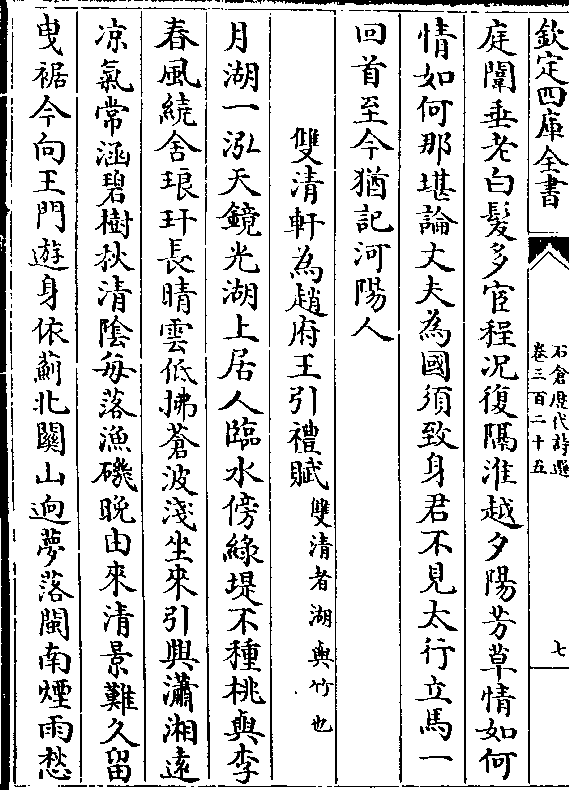 欽定四庫全書
石倉歷代詩選
卷三百二十五
七
庭闈垂老白髮多宦程况復隔淮越夕陽芳草情如何
情如何那堪論丈夫為國須致身君不見太行立馬一
回首至今猶記河陽人
雙清軒為趙府王引禮賦雙清者湖與竹也
月湖一泓天鏡光湖上居人臨水傍綠堤不種桃與李
春風繞舍琅玕長晴雲低拂蒼波淺坐來引興瀟湘遠
凉氣常涵碧樹秋清陰每落漁磯晚由來清景難久留
曵裾今向王門遊身依薊北闗山逈夢落閩南煙雨愁